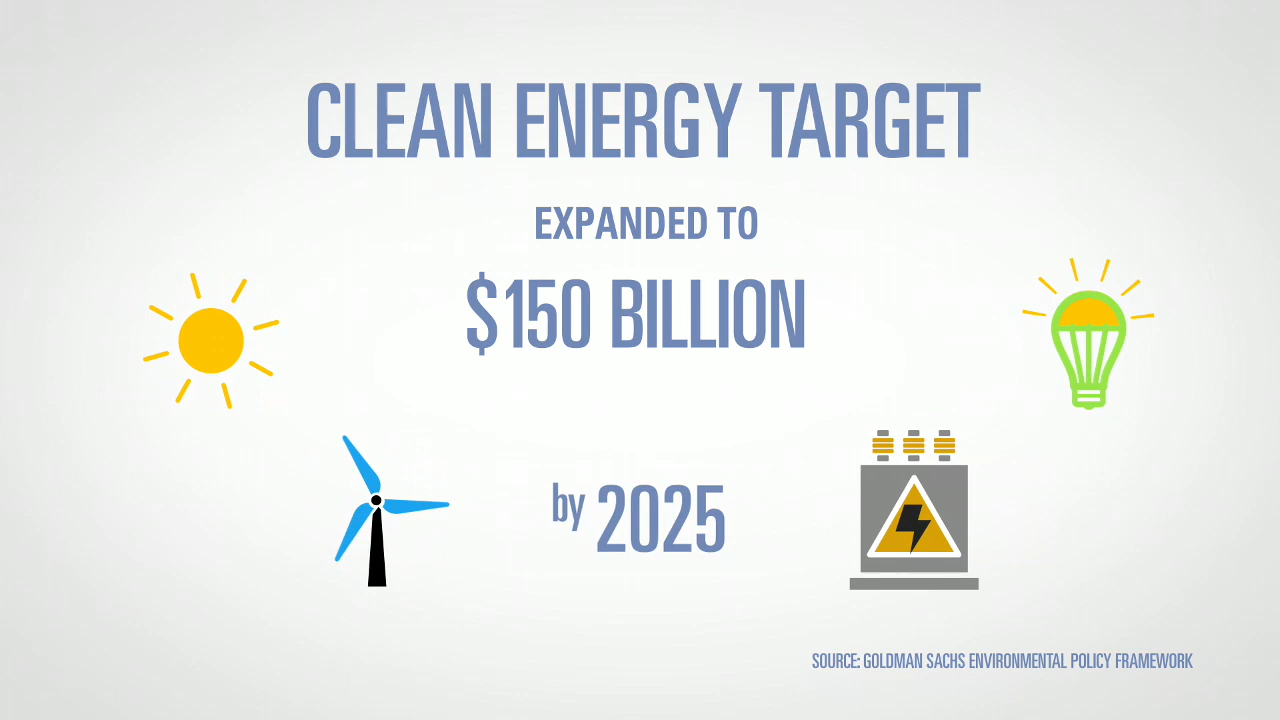 CLEAN ENERGY TARGET
EXPANDED TO
$150 BILLION
by 2025
SOURCE: GOLDMAN SACHS ENVIRONMENTAL POLICY FRAMEWORK